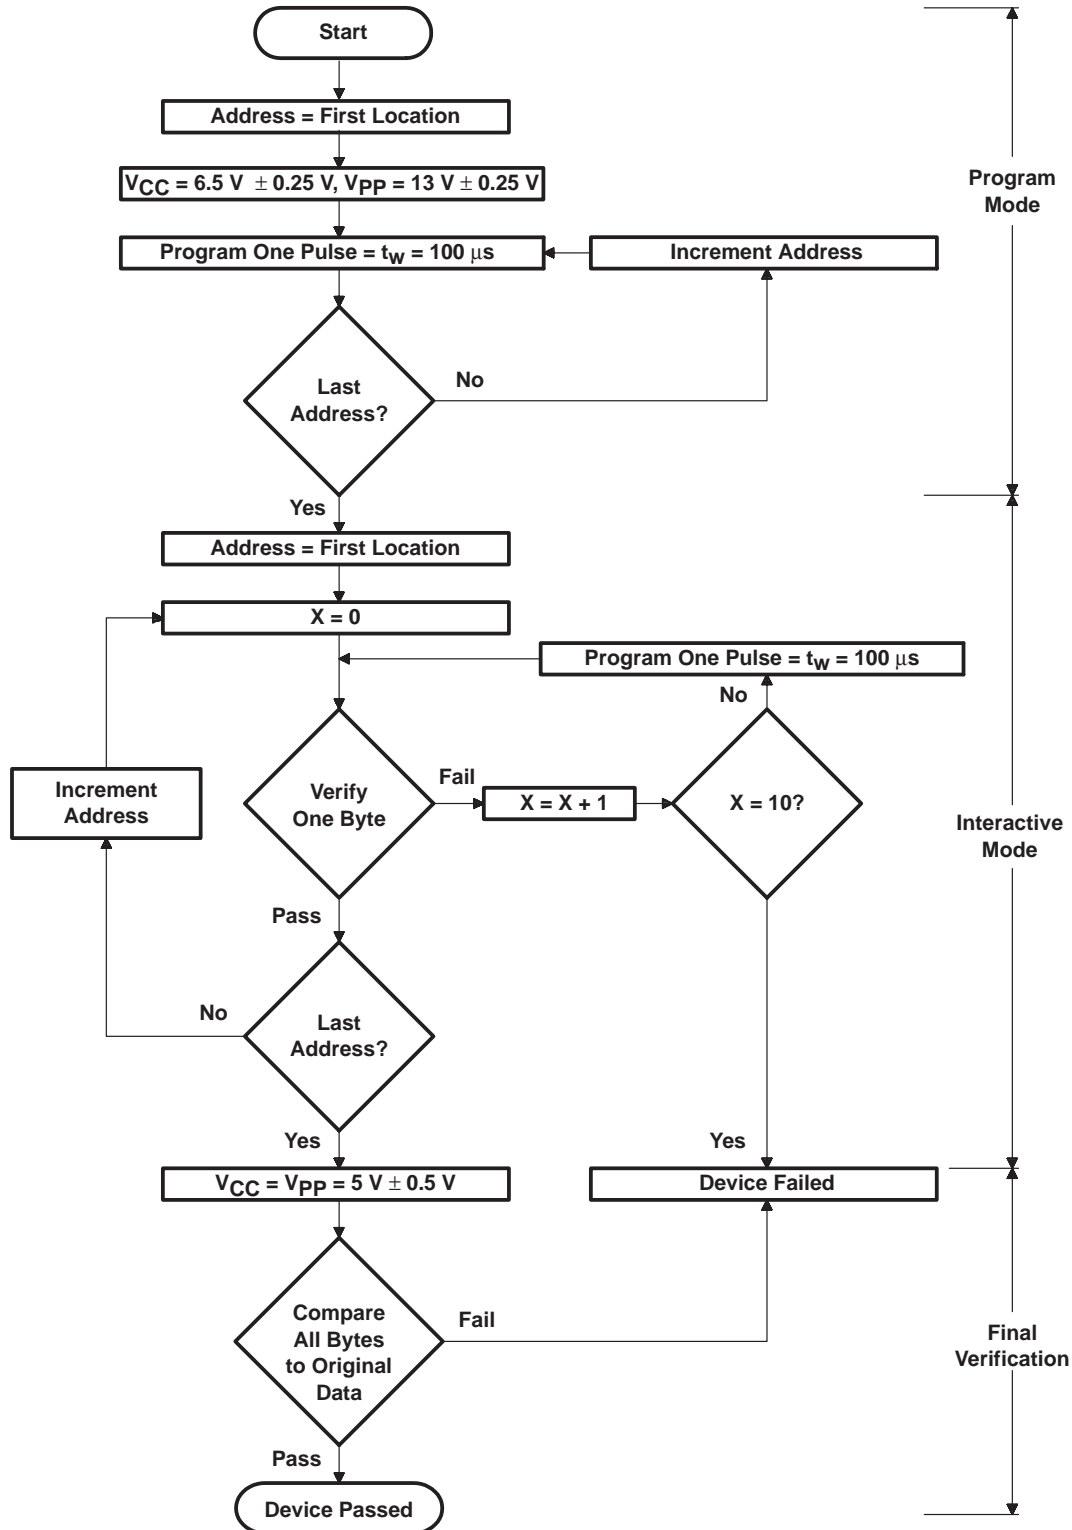 Start
Address = First Location
VCC = 6.5 V ± 0.25 V, VPP = 13 V ± 0.25 V
Program
Mode
Program One Pulse = tw = 100 μs
Increment Address
Last
Address?
No
Yes
Address = First Location
X = 0
Program One Pulse = tw = 100 μs
No
Increment
Address
Verify
One Byte
Fail
X = X + 1
X = 10?
Interactive
Mode
Pass
No
Last
Address?
Yes
Yes
VCC = VPP = 5 V ± 0.5 V
Device Failed
Compare
All Bytes
to Original
Data
Fail
Final
Verification
Pass
Device Passed